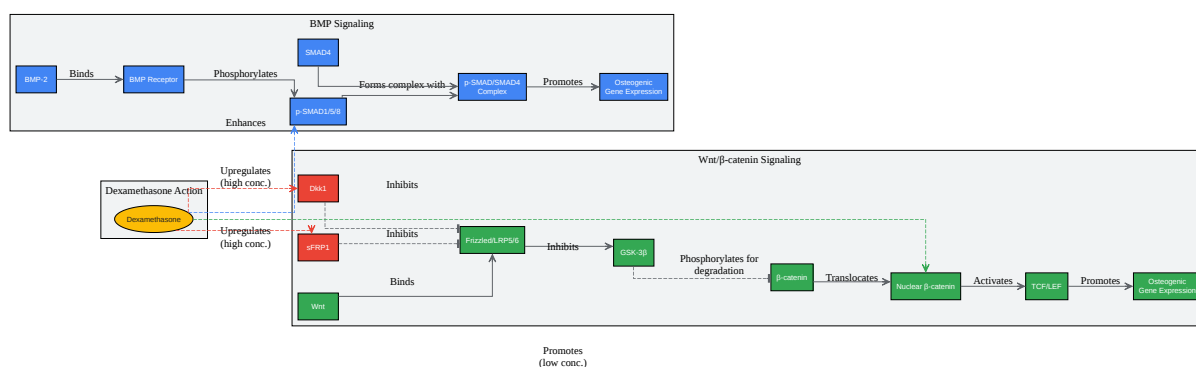 BMP Signaling
SMAD4
BMP-2
Binds
BMP Receptor
Phosphorylates
p-SMAD1/5/8
Forms complex with
p-SMAD/SMAD4
Complex
Promotes
Osteogenic
Gene Expression
Enhances
Wnt/β-catenin Signaling
Dexamethasone Action
Dexamethasone
Upregulates
(high conc.)
Upregulates
(high conc.)
Dkk1
Inhibits
sFRP1
Inhibits
Wnt
Binds
Frizzled/LRP5/6
Inhibits
GSK-3β
Phosphorylates for
degradation
β-catenin
Translocates
Nuclear β-catenin
Activates
TCF/LEF
Promotes
Osteogenic
Gene Expression
Promotes
(low conc.)